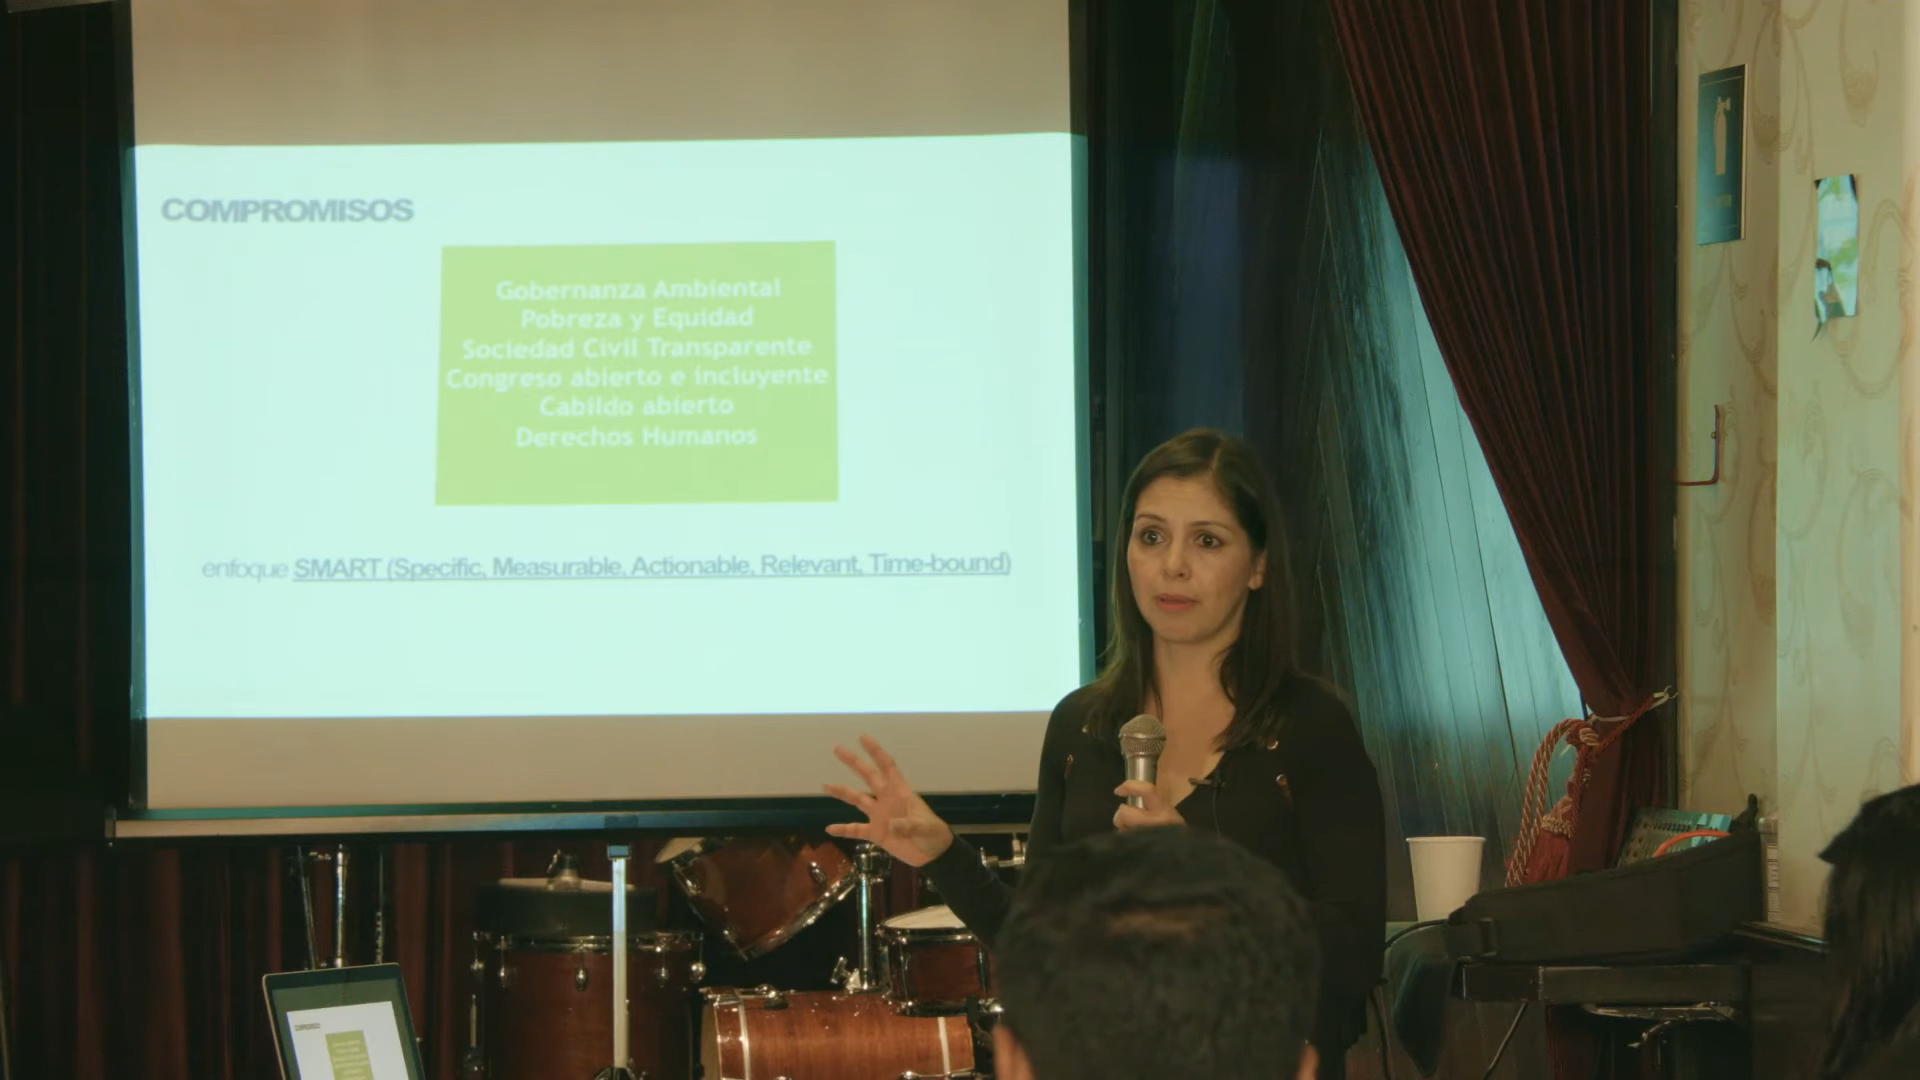 COMPROMISOS
Gobernanza Ambiental
Pobreza y Equidad
Sociedad Civil Transparente
Congreso abierto e incluyente
Cabildo abierto
Derechos Humanos
enfoque SMART (Specific, Measurable, Actionable, Relevant, Time-bound)
COMPROMISOS